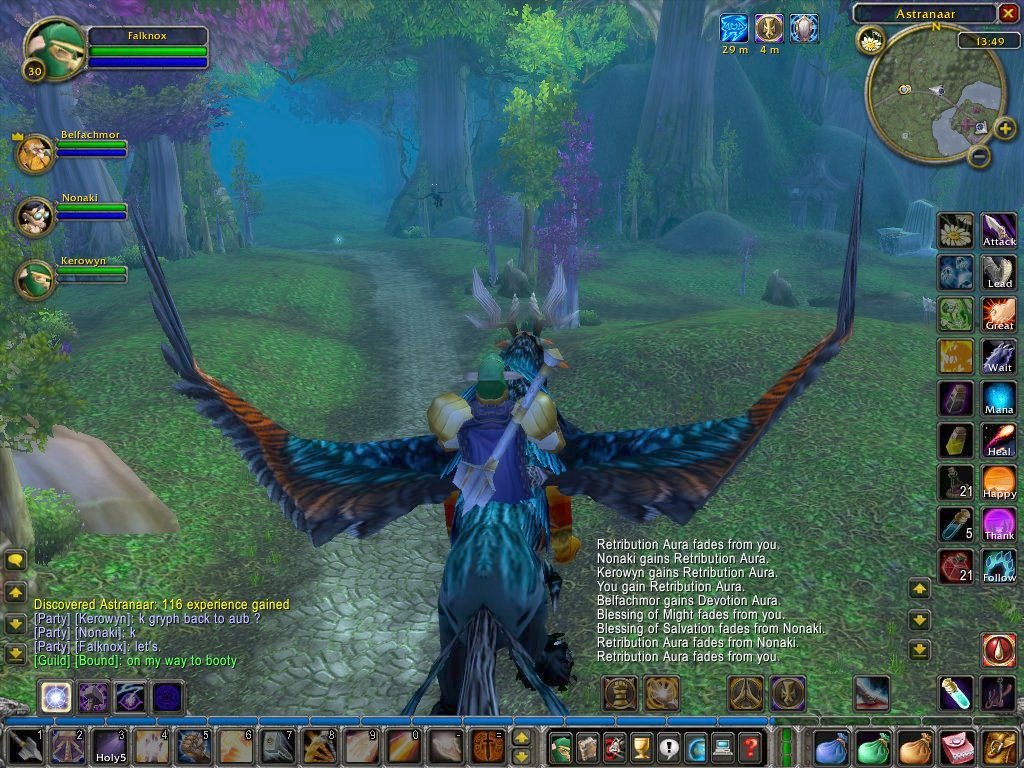 Falknox
30
Belfachmor
Nonaki
Kerowyn
29 m
4 m
Astranaar
N
13:49
Attack
Lead
Great
Wait
Mana
Heal
21
Happy
5
Thank
21
Follow
Retribution Aura fades from you.
Nonaki gains Retribution Aura.
Kerowyn gains Retribution Aura.
You gain Retribution Aura.
Belfachmor gains Devotion Aura.
Blessing of Might fades from you.
Blessing of Salvation fades from Nonaki.
Retribution Aura fades from Nonaki.
Retribution Aura fades from you.
Discovered Astranaar: 116 experience gained
[Party] [Kerowyn]: k gryph back to aub ?
[Party] [Nonaki]: k
[Party] [Falknox]: let's.
[Guild] [Bound]: on my way to booty
1 2 3 4 5 6 7 8 9 0 - =
Holy5